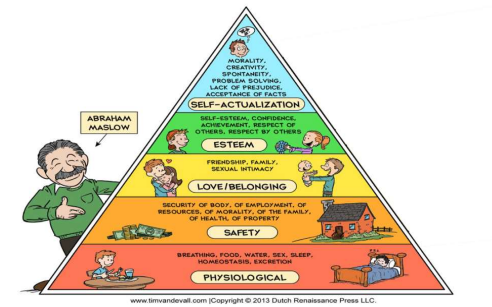 MORALITY,
CREATIVITY,
SPONTANEITY,
PROBLEM SOLVING,
LACK OF PREJUDICE,
ACCEPTANCE OF FACTS
SELF-ACTUALIZATION
ABRAHAM
MASLOW
SELF-ESTEEM, CONFIDENCE,
ACHIEVEMENT, RESPECT OF
OTHERS, RESPECT BY OTHERS
ESTEEM
FRIENDSHIP, FAMILY,
SEXUAL INTIMACY
LOVE/BELONGING
SECURITY OF BODY, OF EMPLOYMENT, OF
RESOURCES, OF MORALITY, OF THE FAMILY,
OF HEALTH, OF PROPERTY
SAFETY
BREATHING, FOOD, WATER, SEX, SLEEP,
HOMEOSTASIS, EXCRETION
PHYSIOLOGICAL
www.timvandevall.com |Copyright © 2013 Dutch Renaissance Press LLC.